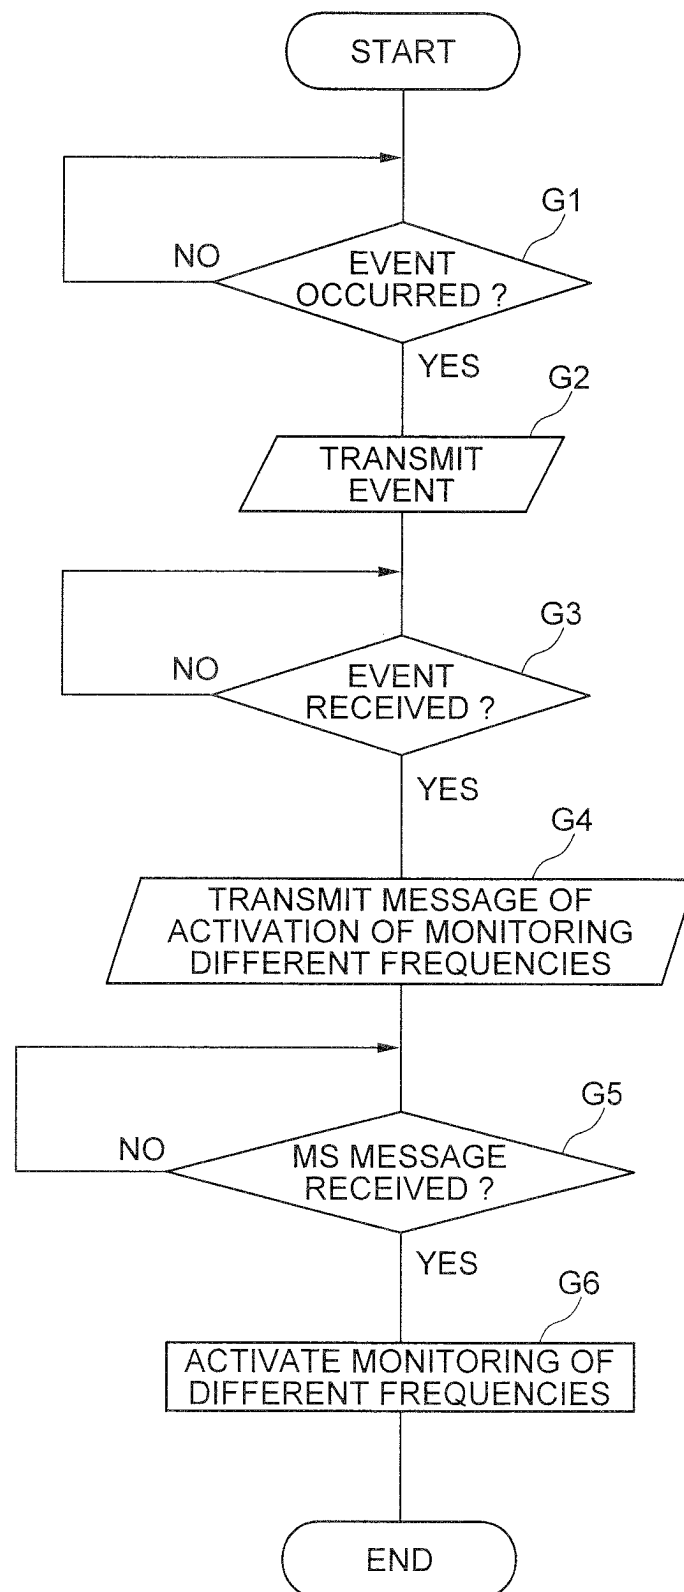 START
G1
NO
EVENT
OCCURRED ?
YES
G2
TRANSMIT
EVENT
G3
NO
EVENT
RECEIVED ?
YES
G4
TRANSMIT MESSAGE OF
ACTIVATION OF MONITORING
DIFFERENT FREQUENCIES
G5
NO
MS MESSAGE
RECEIVED ?
YES
G6
ACTIVATE MONITORING OF
DIFFERENT FREQUENCIES
END